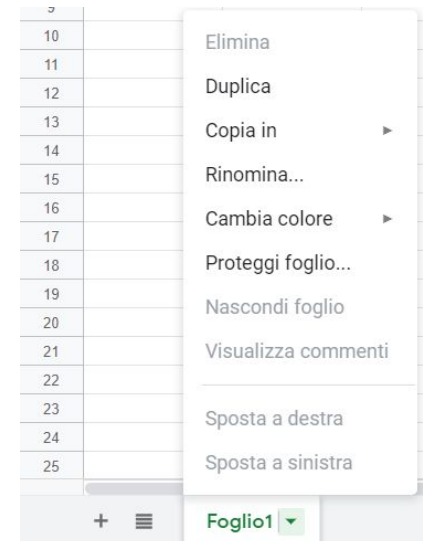 10
11
12
13
14
15
16
17
18
19
20
21
22
23
24
25
Elimina
Duplica
Copia in
Rinomina...
Cambia colore
Proteggi foglio...
Nascondi foglio
Visualizza commenti
Sposta a destra
Sposta a sinistra
Foglio1